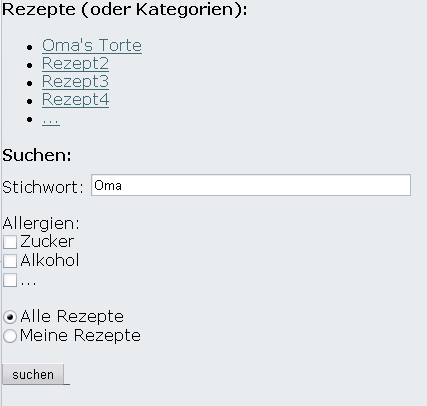 Rezepte (oder Kategorien):
Oma's Torte
Rezept2
Rezept3
Rezept4
...
Suchen:
Stichwort: Oma
Allergien:
Zucker
Alkohol
...
Alle Rezepte
Meine Rezepte
suchen